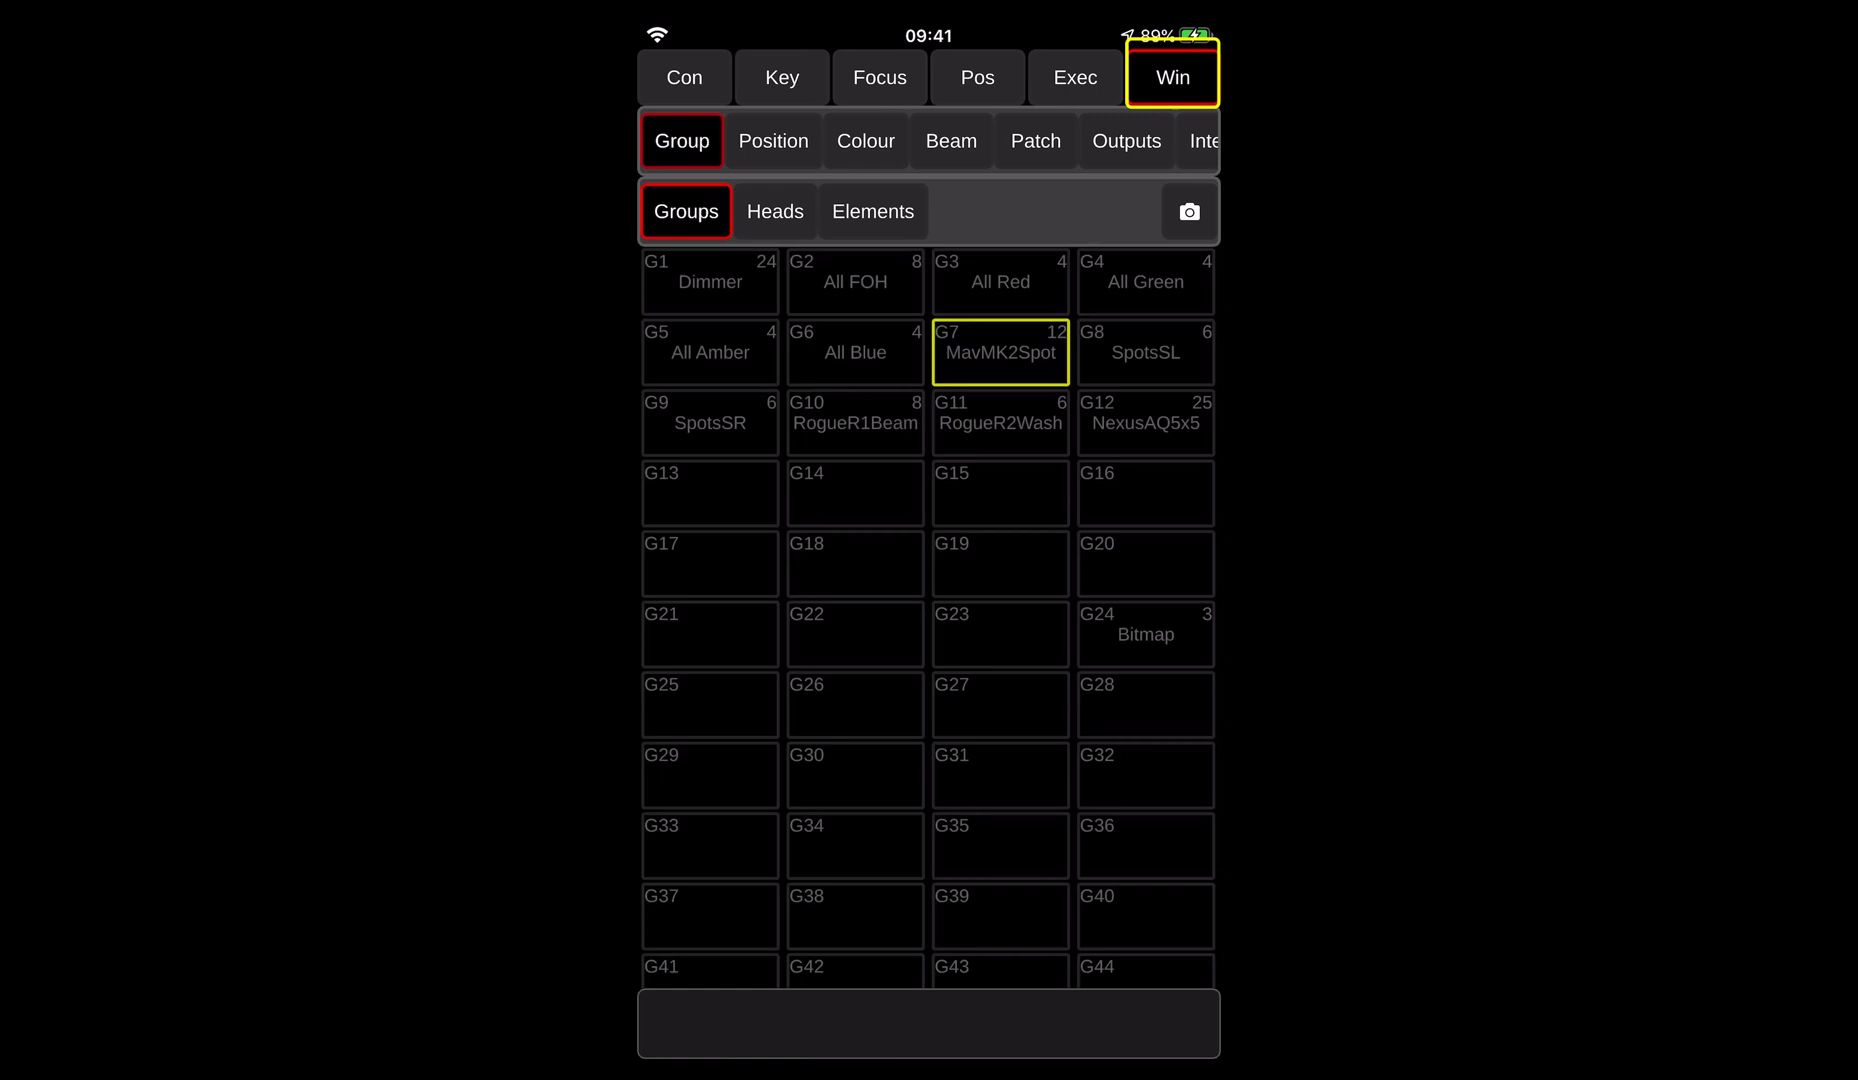 09:41 89%
Con Key Focus Pos Exec Win
Group Position Colour Beam Patch Outputs Inte
Groups Heads Elements
G1 24 G2 8 G3 4 G4 4
Dimmer All FOH All Red All Green
G5 4 G6 4 G7 12 G8 6
All Amber All Blue MavMK2Spot SpotsSL
G9 6 G10 8 G11 6 G12 25
SpotsSR RogueR1Beam RogueR2Wash NexusAQ5x5
G13 G14 G15 G16
G17 G18 G19 G20
G21 G22 G23 G24 3
Bitmap
G25 G26 G27 G28
G29 G30 G31 G32
G33 G34 G35 G36
G37 G38 G39 G40
G41 G42 G43 G44